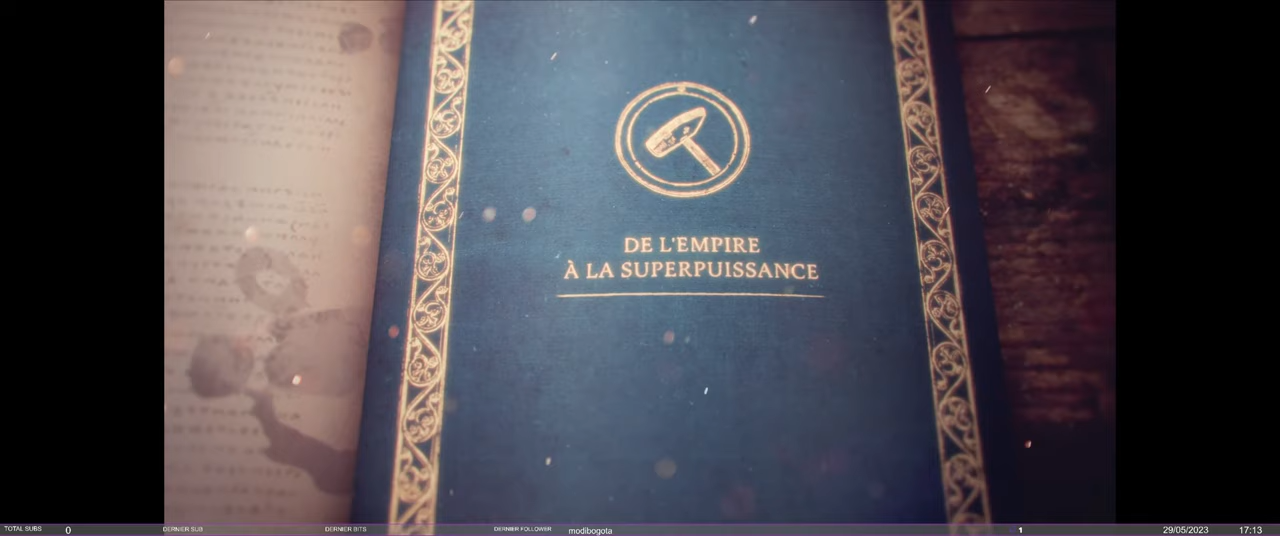 DE L'EMPIRE
À LA SUPERPUISSANCE
TOTAL SUBS 0 DERNIER SUB DERNIER BITS DERNIER FOLLOWER modibogota 1 29/05/2023 17:13